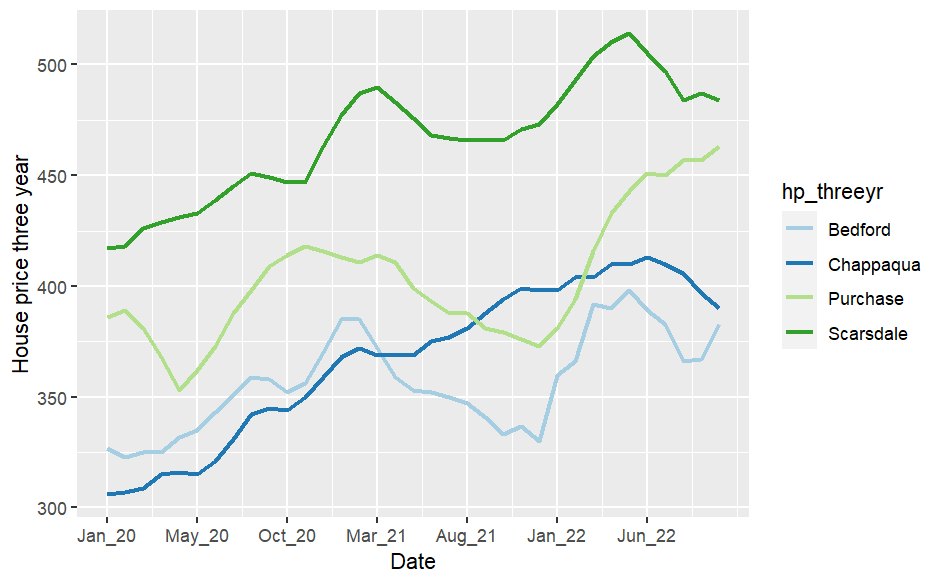 House price three year
500
450
400
350
300
Jan_20 May_20 Oct_20 Mar_21 Aug_21 Jan_22 Jun_22
Date
hp_threeyr
Bedford
Chappaqua
Purchase
Scarsdale